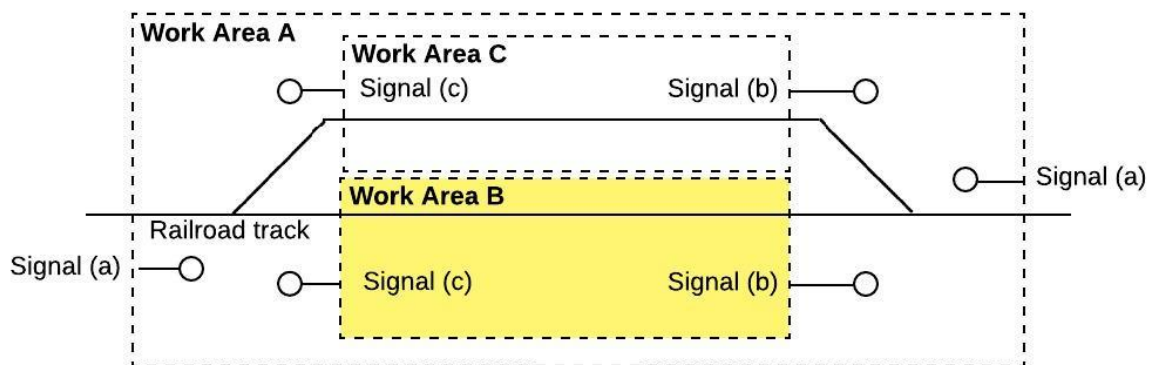 Work Area A
Work Area C
Signal (c) Signal (b)
Signal (a)
Work Area B
Railroad track
Signal (a)
Signal (c) Signal (b)